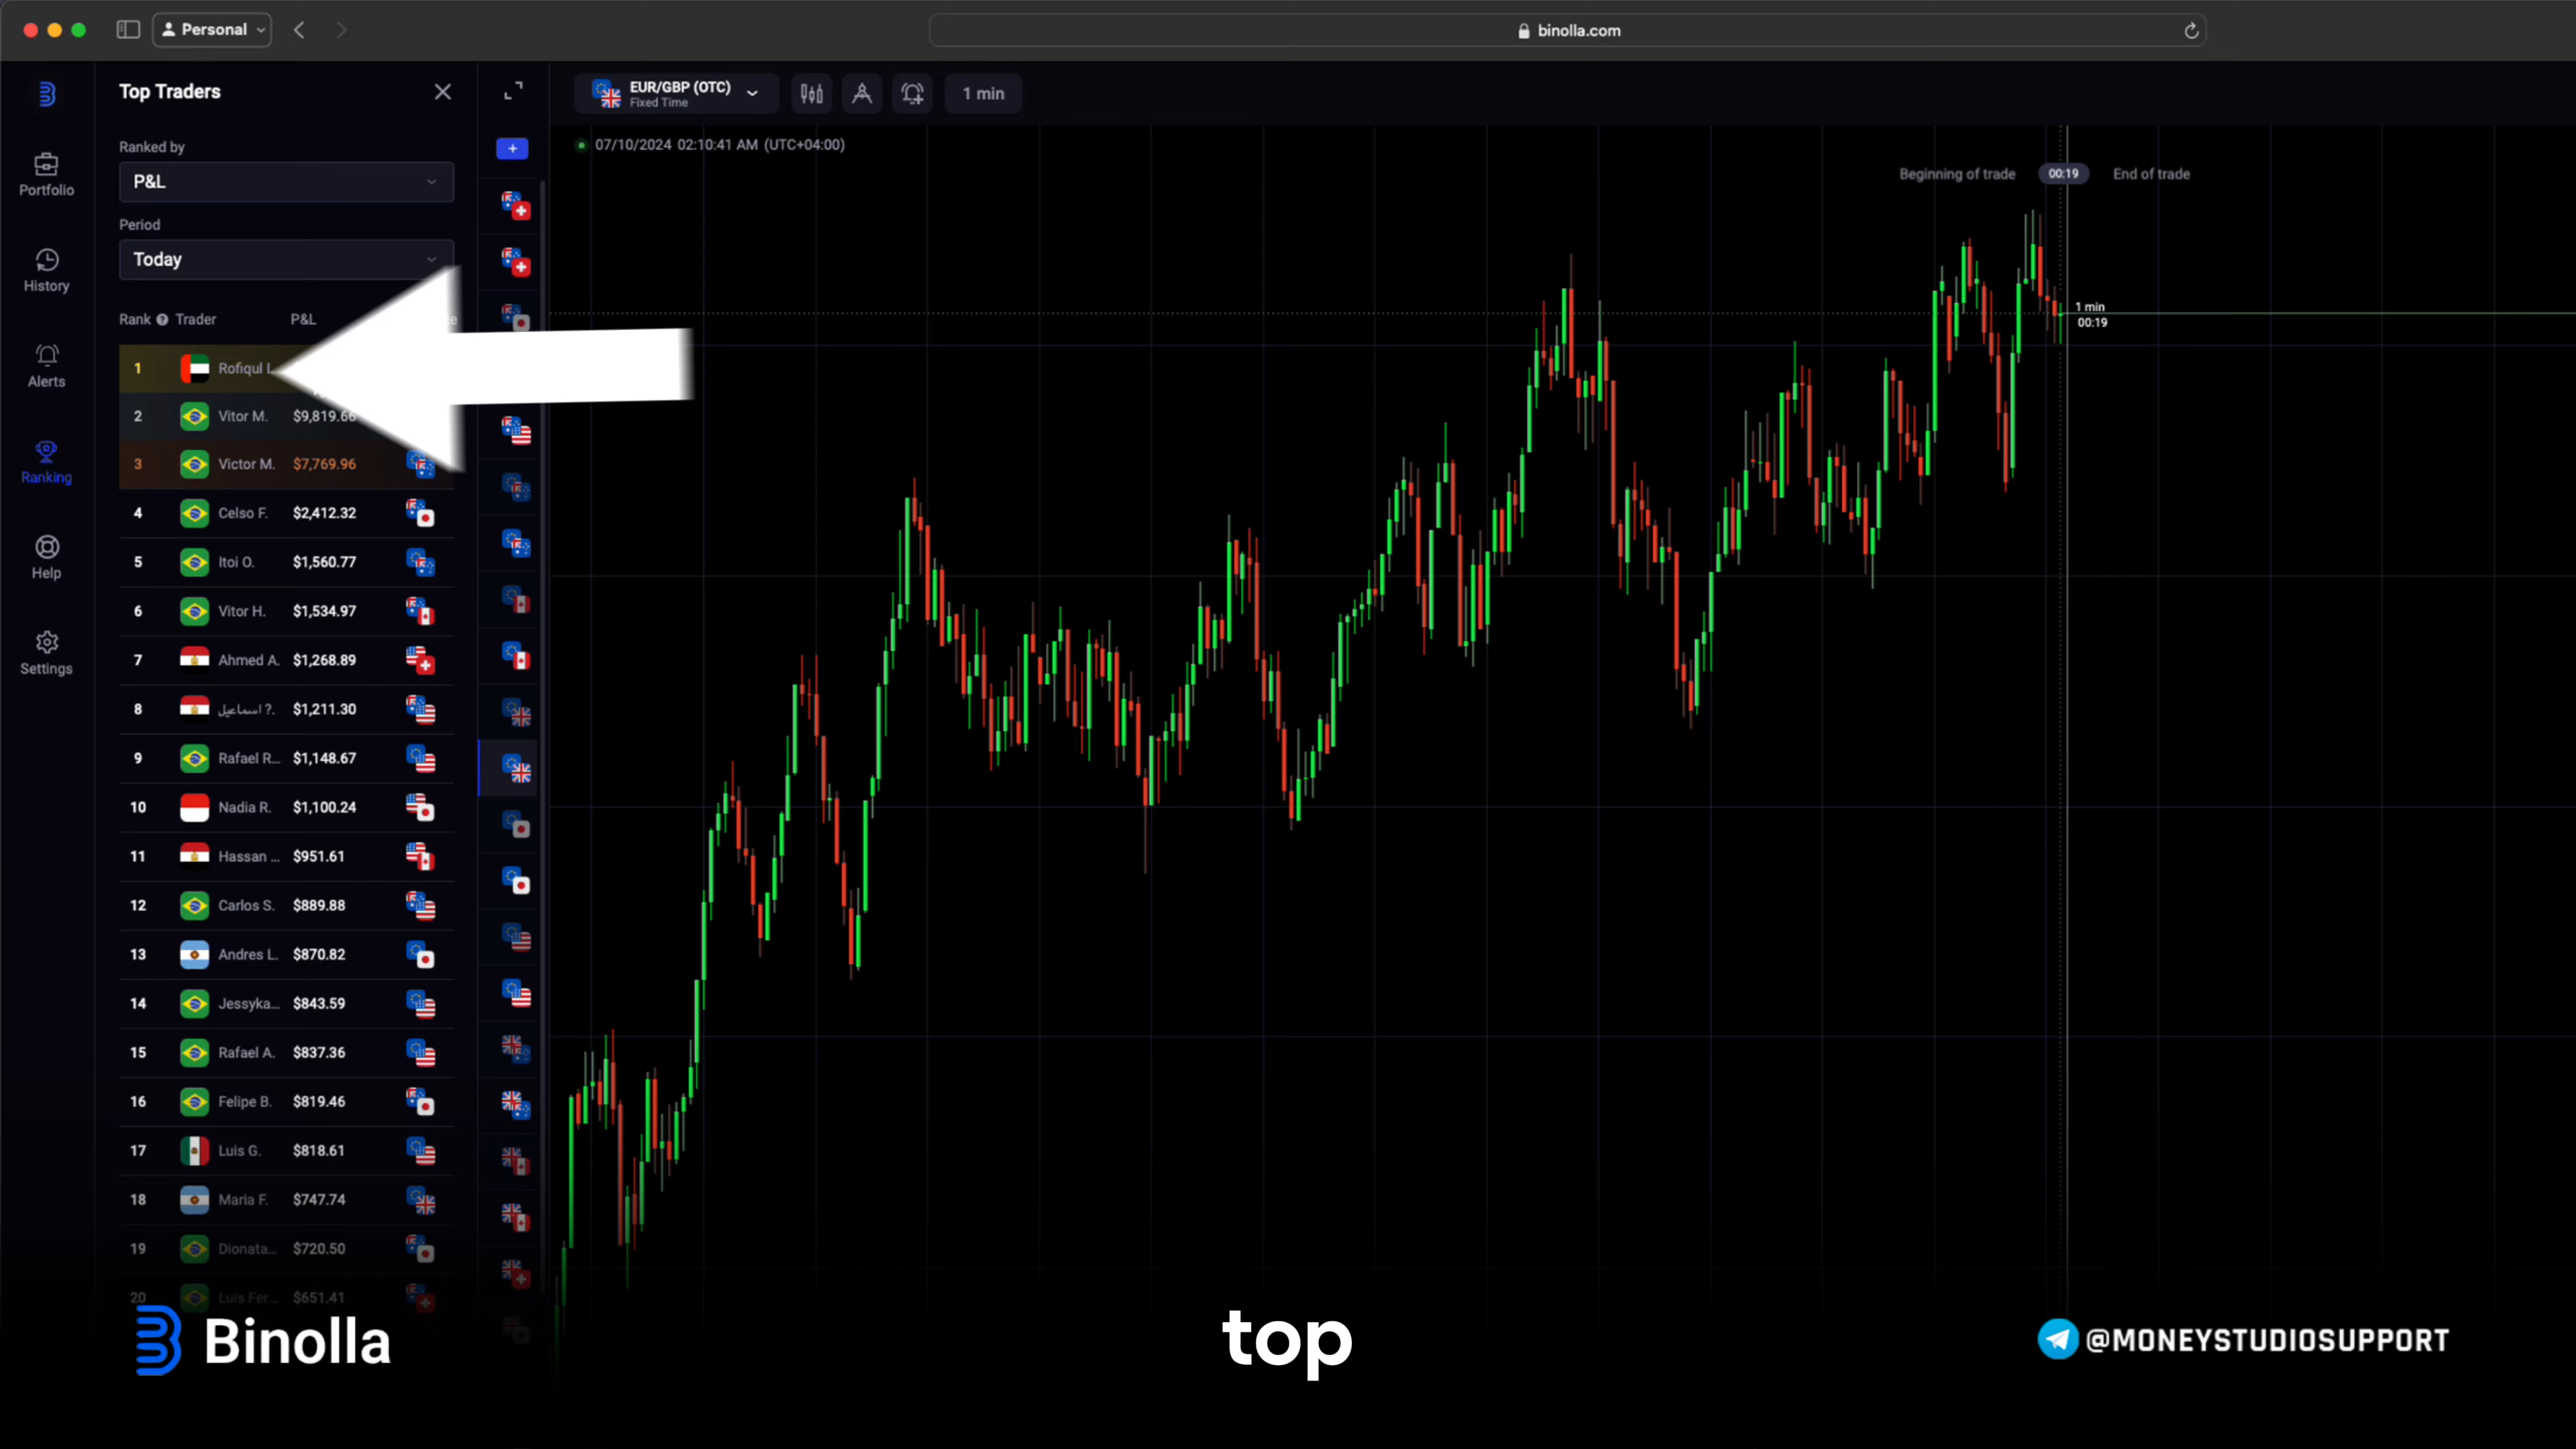 Personal
binolla.com
Top Traders
Ranked by
P&L
Period
Today
Rank ? Trader P&L
1 Rofiqul I.
2 Vitor M. $9,819.66
3 Victor M. $7,769.96
4 Celso F. $2,412.32
5 Itoi O. $1,560.77
6 Vitor H. $1,534.97
7 Ahmed A. $1,268.89
8 اسماعيل ?. $1,211.30
9 Rafael R... $1,148.67
10 Nadia R. $1,100.24
11 Hassan ... $951.61
12 Carlos S. $889.88
13 Andres L. $870.82
14 Jessyka... $843.59
15 Rafael A. $837.36
16 Felipe B. $819.46
17 Luis G. $818.61
18 Maria F. $747.74
19 Dionata... $720.50
20 Luis Fer... $651.41
Portfolio
History
Alerts
Ranking
Help
Settings
EUR/GBP (OTC)
Fixed Time
1 min
07/10/2024 02:10:41 AM (UTC+04:00)
Beginning of trade 00:19 End of trade
1 min
00:19
Binolla
top
@MONEYSTUDIOSUPPORT